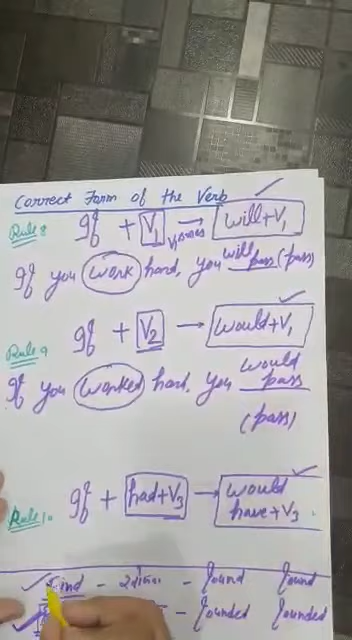 Correct Form of the Verb
Rule 8 If + V1 → will+V1
If you work hard, you will pass (pass)
Rule 9 If + V2 → would+V1
If you worked hard, you would pass
(pass)
Rule 10 If + had+V3 → would have+V3
find - - found found
- founded founded